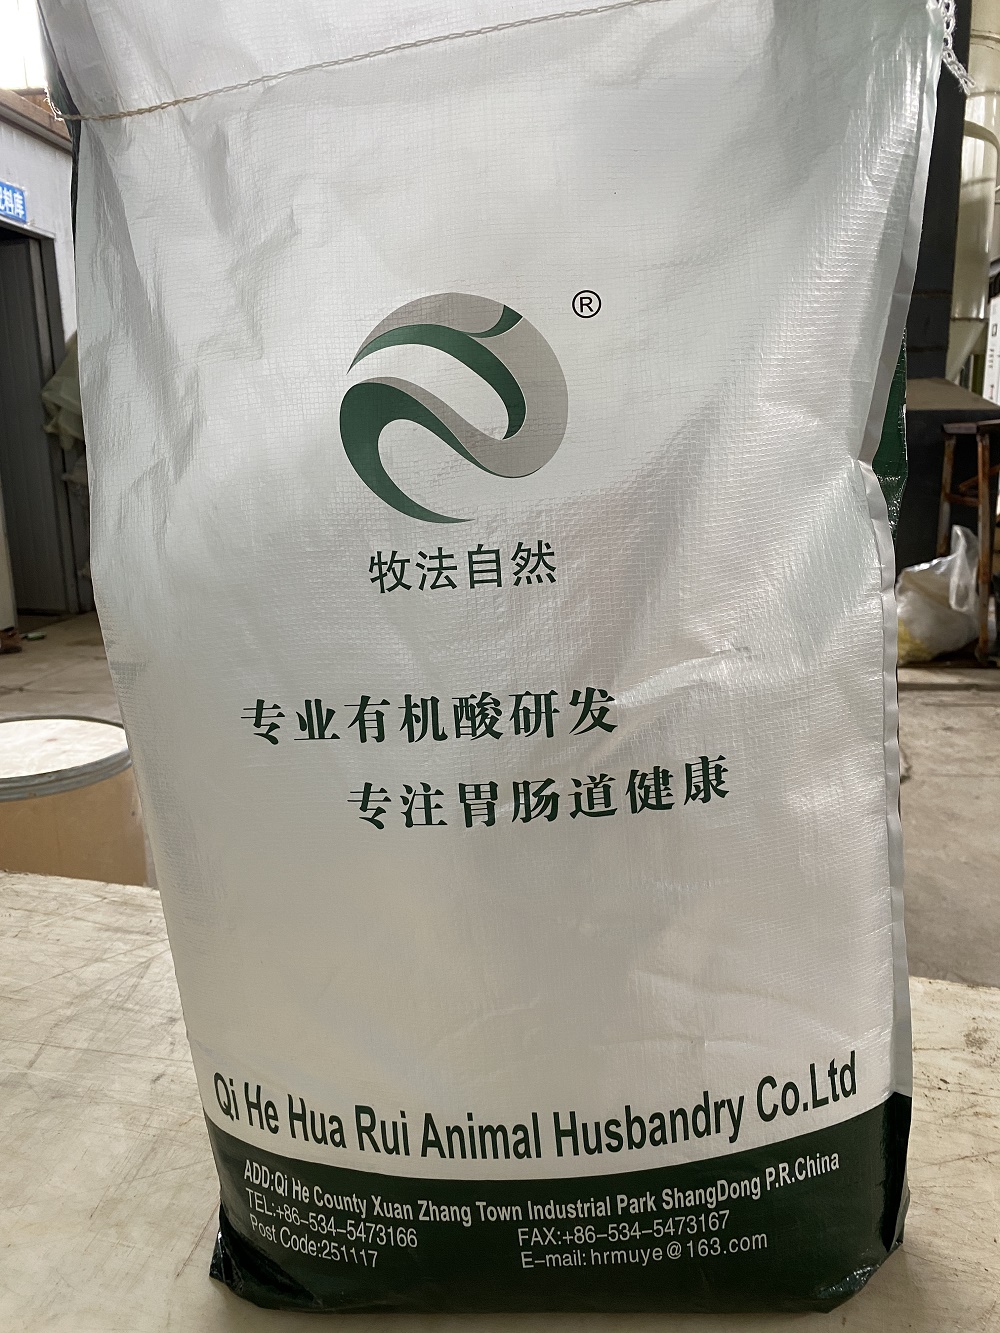 料库
®
牧法自然
专业有机酸研发
专注胃肠道健康
Qi He Hua Rui Animal Husbandry Co.Ltd
ADD:Qi He County Xuan Zhang Town Industrial Park ShangDong P.R.China
TEL:+86-534-5473166
FAX:+86-534-5473167
Post Code:251117
E-mail:hrmuye@163.com